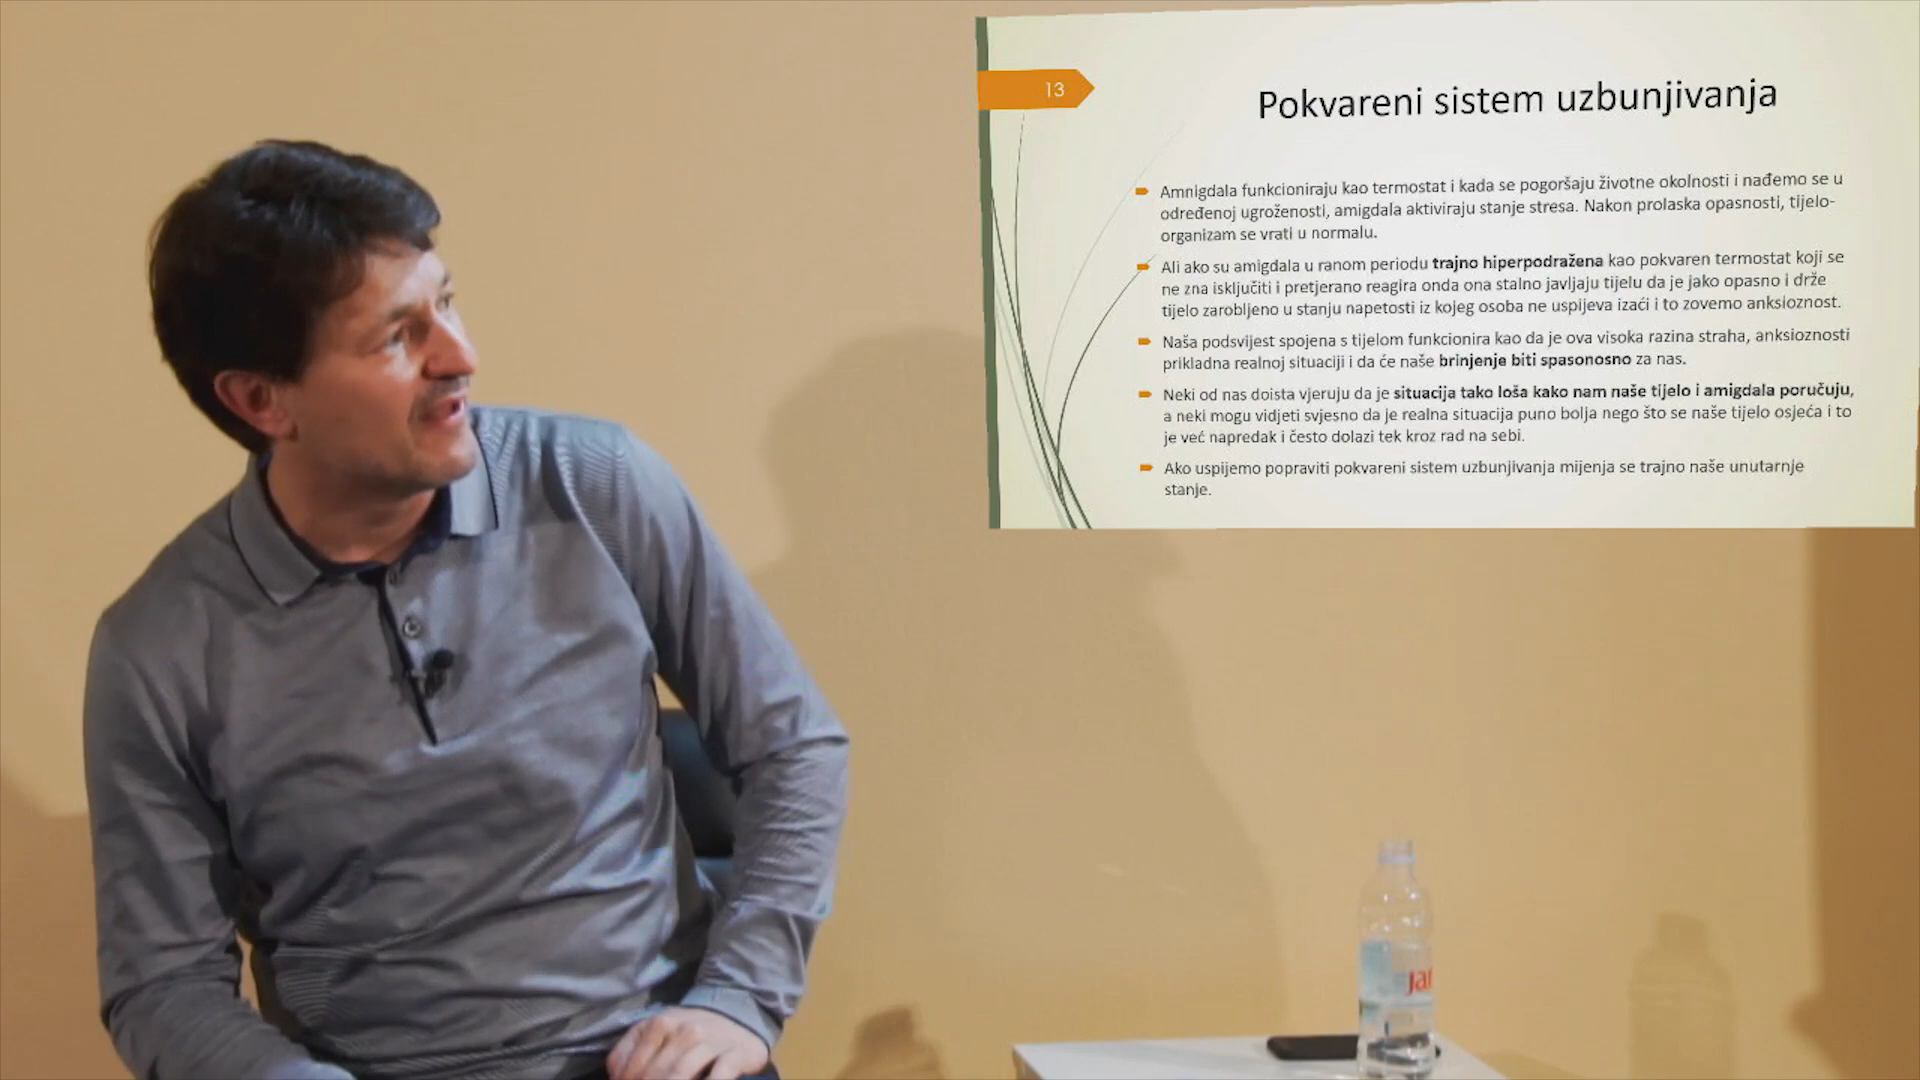 13
Pokvareni sistem uzbunjivanja
Amnigdala funkcioniraju kao termostat i kada se pogoršaju životne okolnosti i nađemo se u
određenoj ugroženosti, amigdala aktiviraju stanje stresa. Nakon prolaska opasnosti, tijelo-
organizam se vrati u normalu.
Ali ako su amigdala u ranom periodu trajno hiperpodražena kao pokvaren termostat koji se
ne zna isključiti i pretjerano reagira onda ona stalno javljaju tijelu da je jako opasno i drže
tijelo zarobljeno u stanju napetosti iz kojeg osoba ne uspijeva izaći i to zovemo anksioznost.
Naša podsvijest spojena s tijelom funkcionira kao da je ova visoka razina straha, anksioznosti
prikladna realnoj situaciji i da će naše brinjenje biti spasonosno za nas.
Neki od nas doista vjeruju da je situacija tako loša kako nam naše tijelo i amigdala poručuju,
a neki mogu vidjeti svjesno da je realna situacija puno bolja nego što se naše tijelo osjeća i to
je već napredak i često dolazi tek kroz rad na sebi.
Ako uspijemo popraviti pokvareni sistem uzbunjivanja mijenja se trajno naše unutarnje
stanje.